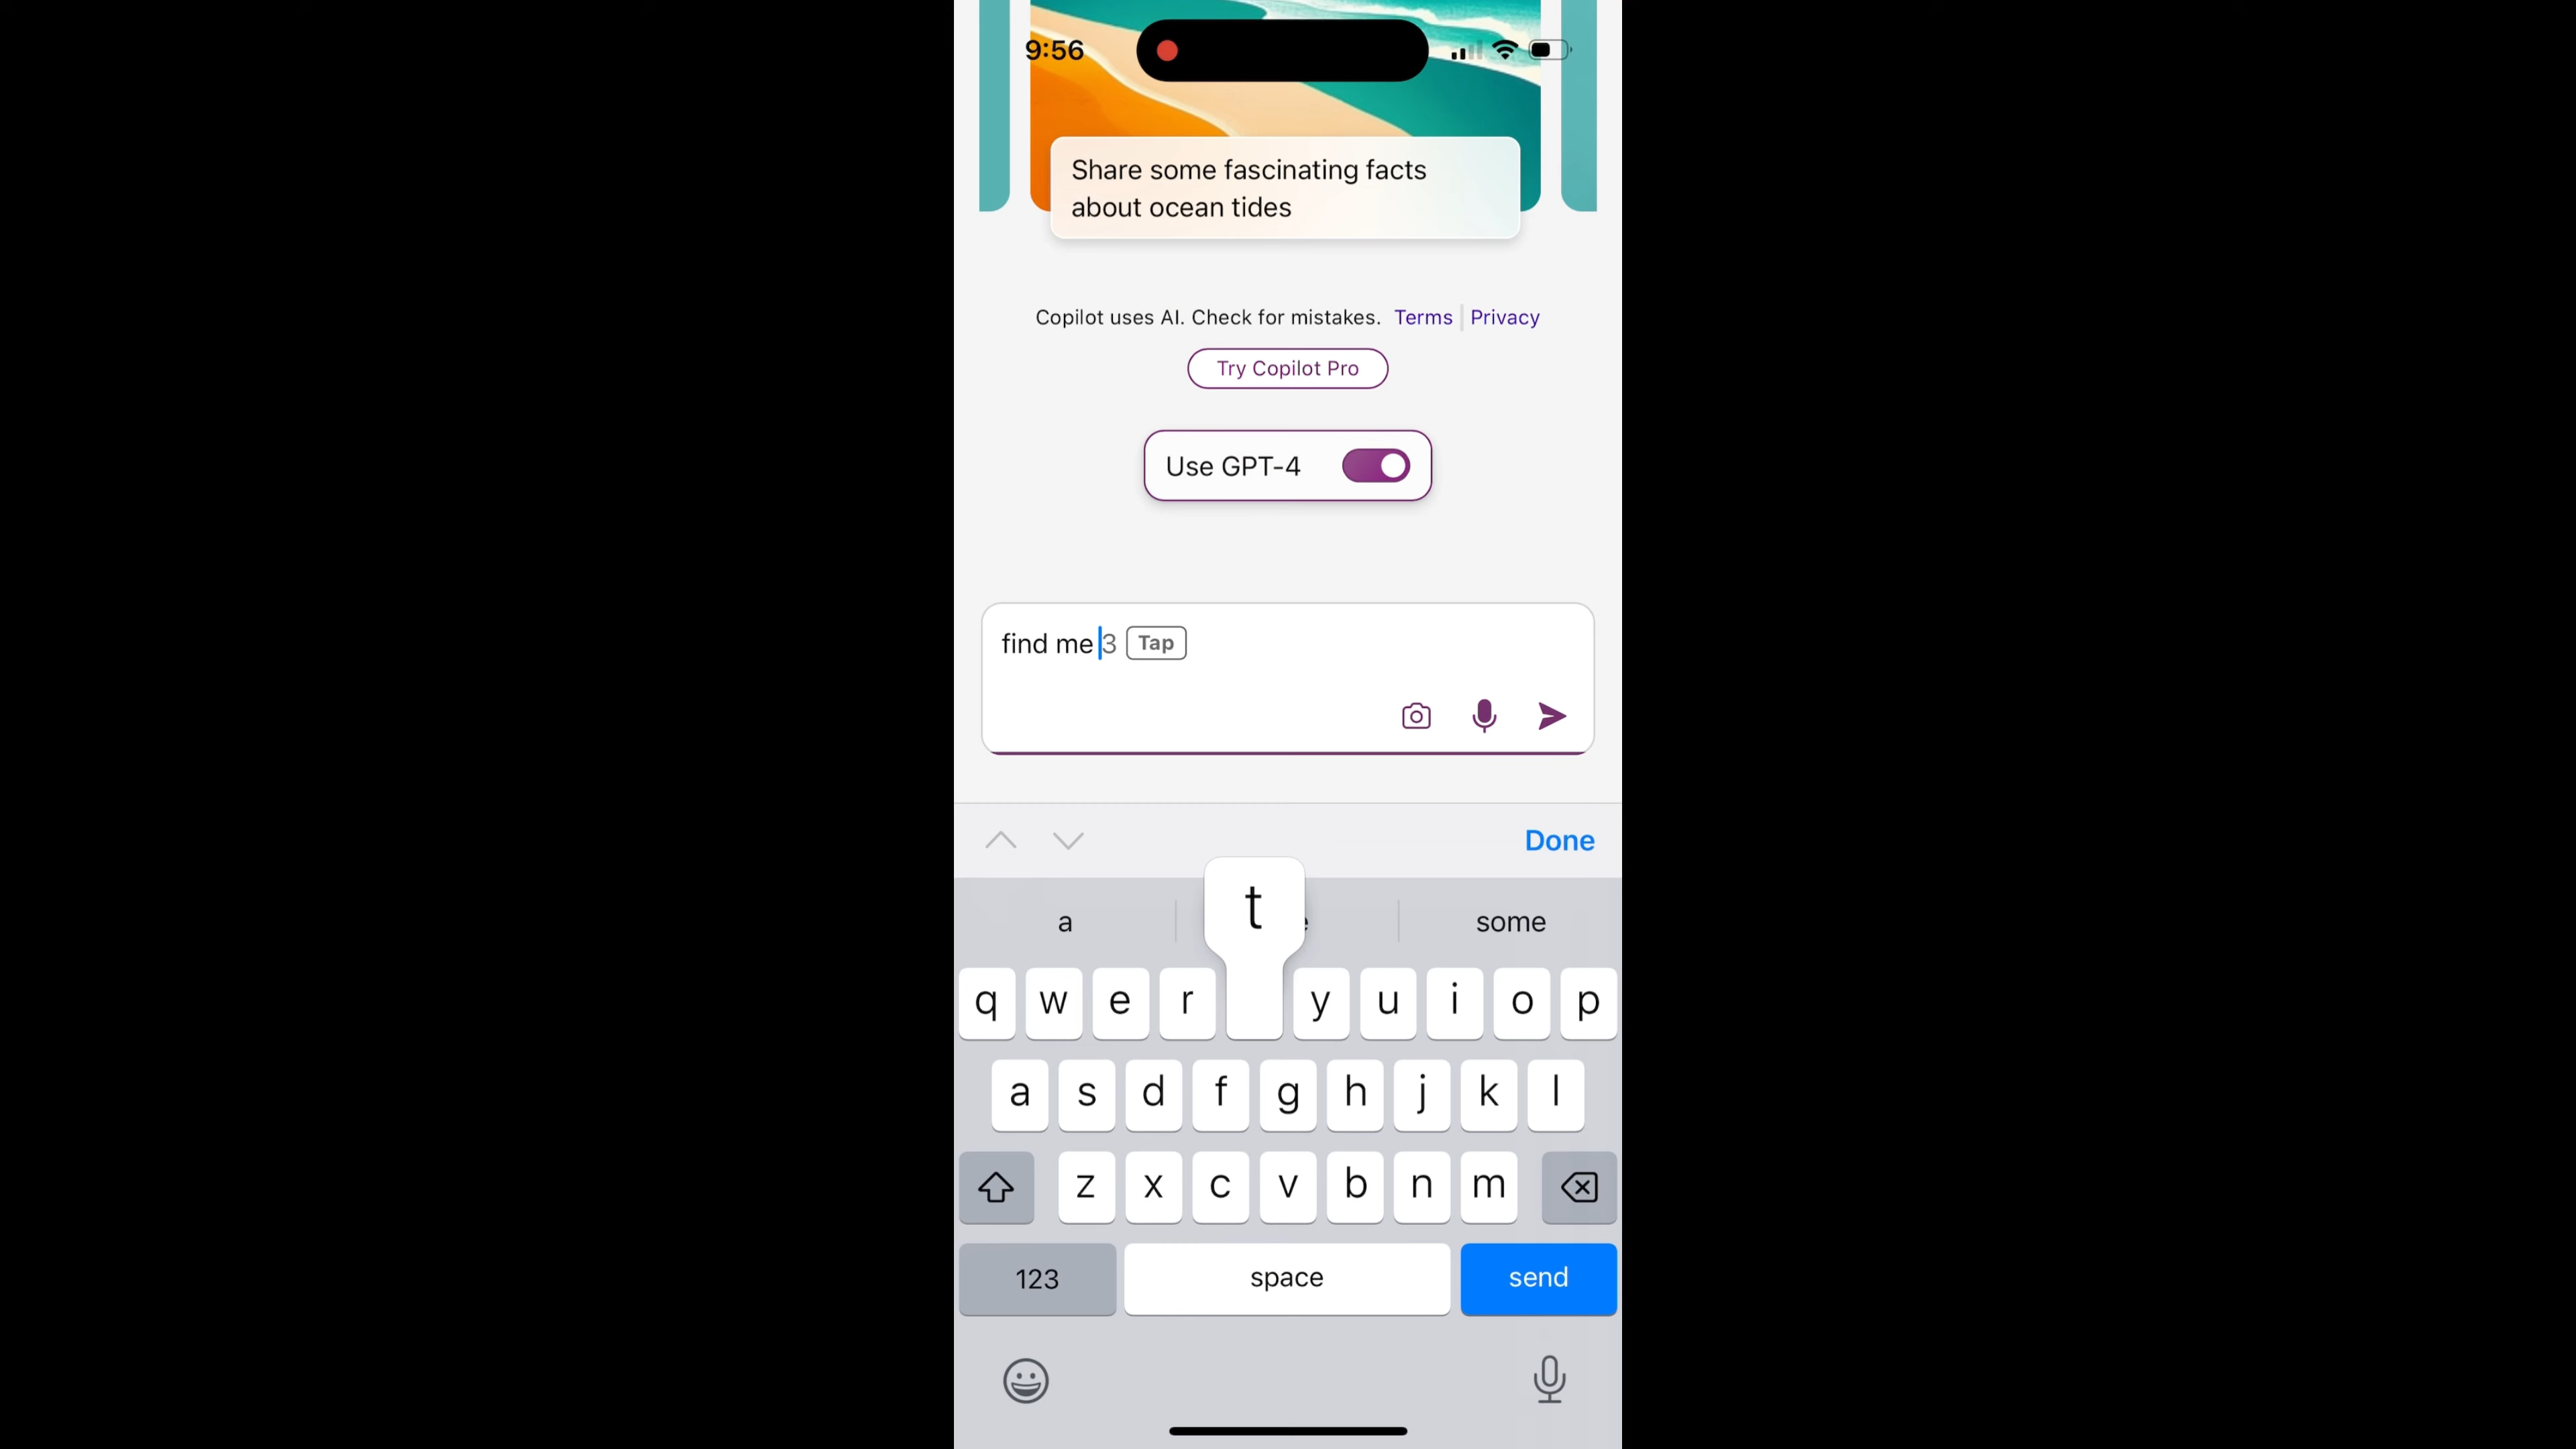 9:56
Share some fascinating facts
about ocean tides
Copilot uses AI. Check for mistakes. Terms | Privacy
Try Copilot Pro
Use GPT-4
find me 3 Tap
Done
a some
t
q w e r y u i o p
a s d f g h j k l
z x c v b n m
123 space send